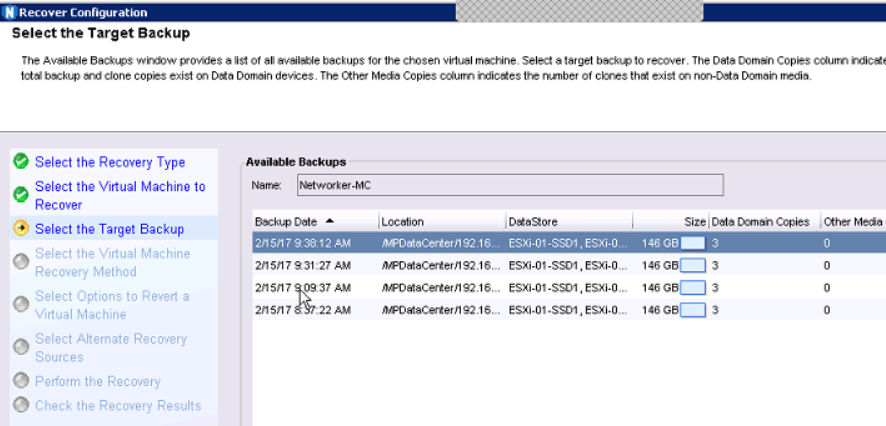 N Recover Configuration
Select the Target Backup
The Available Backups window provides a list of all available backups for the chosen virtual machine. Select a target backup to recover. The Data Domain Copies column indicate
total backup and clone copies exist on Data Domain devices. The Other Media Copies column indicates the number of clones that exist on non-Data Domain media.
Select the Recovery Type
Select the Virtual Machine to
Recover
Select the Target Backup
Select the Virtual Machine
Recovery Method
Select Options to Revert a
Virtual Machine
Select Alternate Recovery
Sources
Perform the Recovery
Check the Recovery Results
Available Backups
Name: Networker-MC
Backup Date Location DataStore Size Data Domain Copies Other Media
2/15/17 9:38:12 AM /MPDataCenter/192.16... ESXi-01-SSD1, ESXi-0... 146 GB 3 0
2/15/17 9:31:27 AM /MPDataCenter/192.16... ESXi-01-SSD1, ESXi-0... 146 GB 3 0
2/15/17 9:09:37 AM /MPDataCenter/192.16... ESXi-01-SSD1, ESXi-0... 146 GB 3 0
2/15/17 8:37:22 AM /MPDataCenter/192.16... ESXi-01-SSD1, ESXi-0... 146 GB 3 0